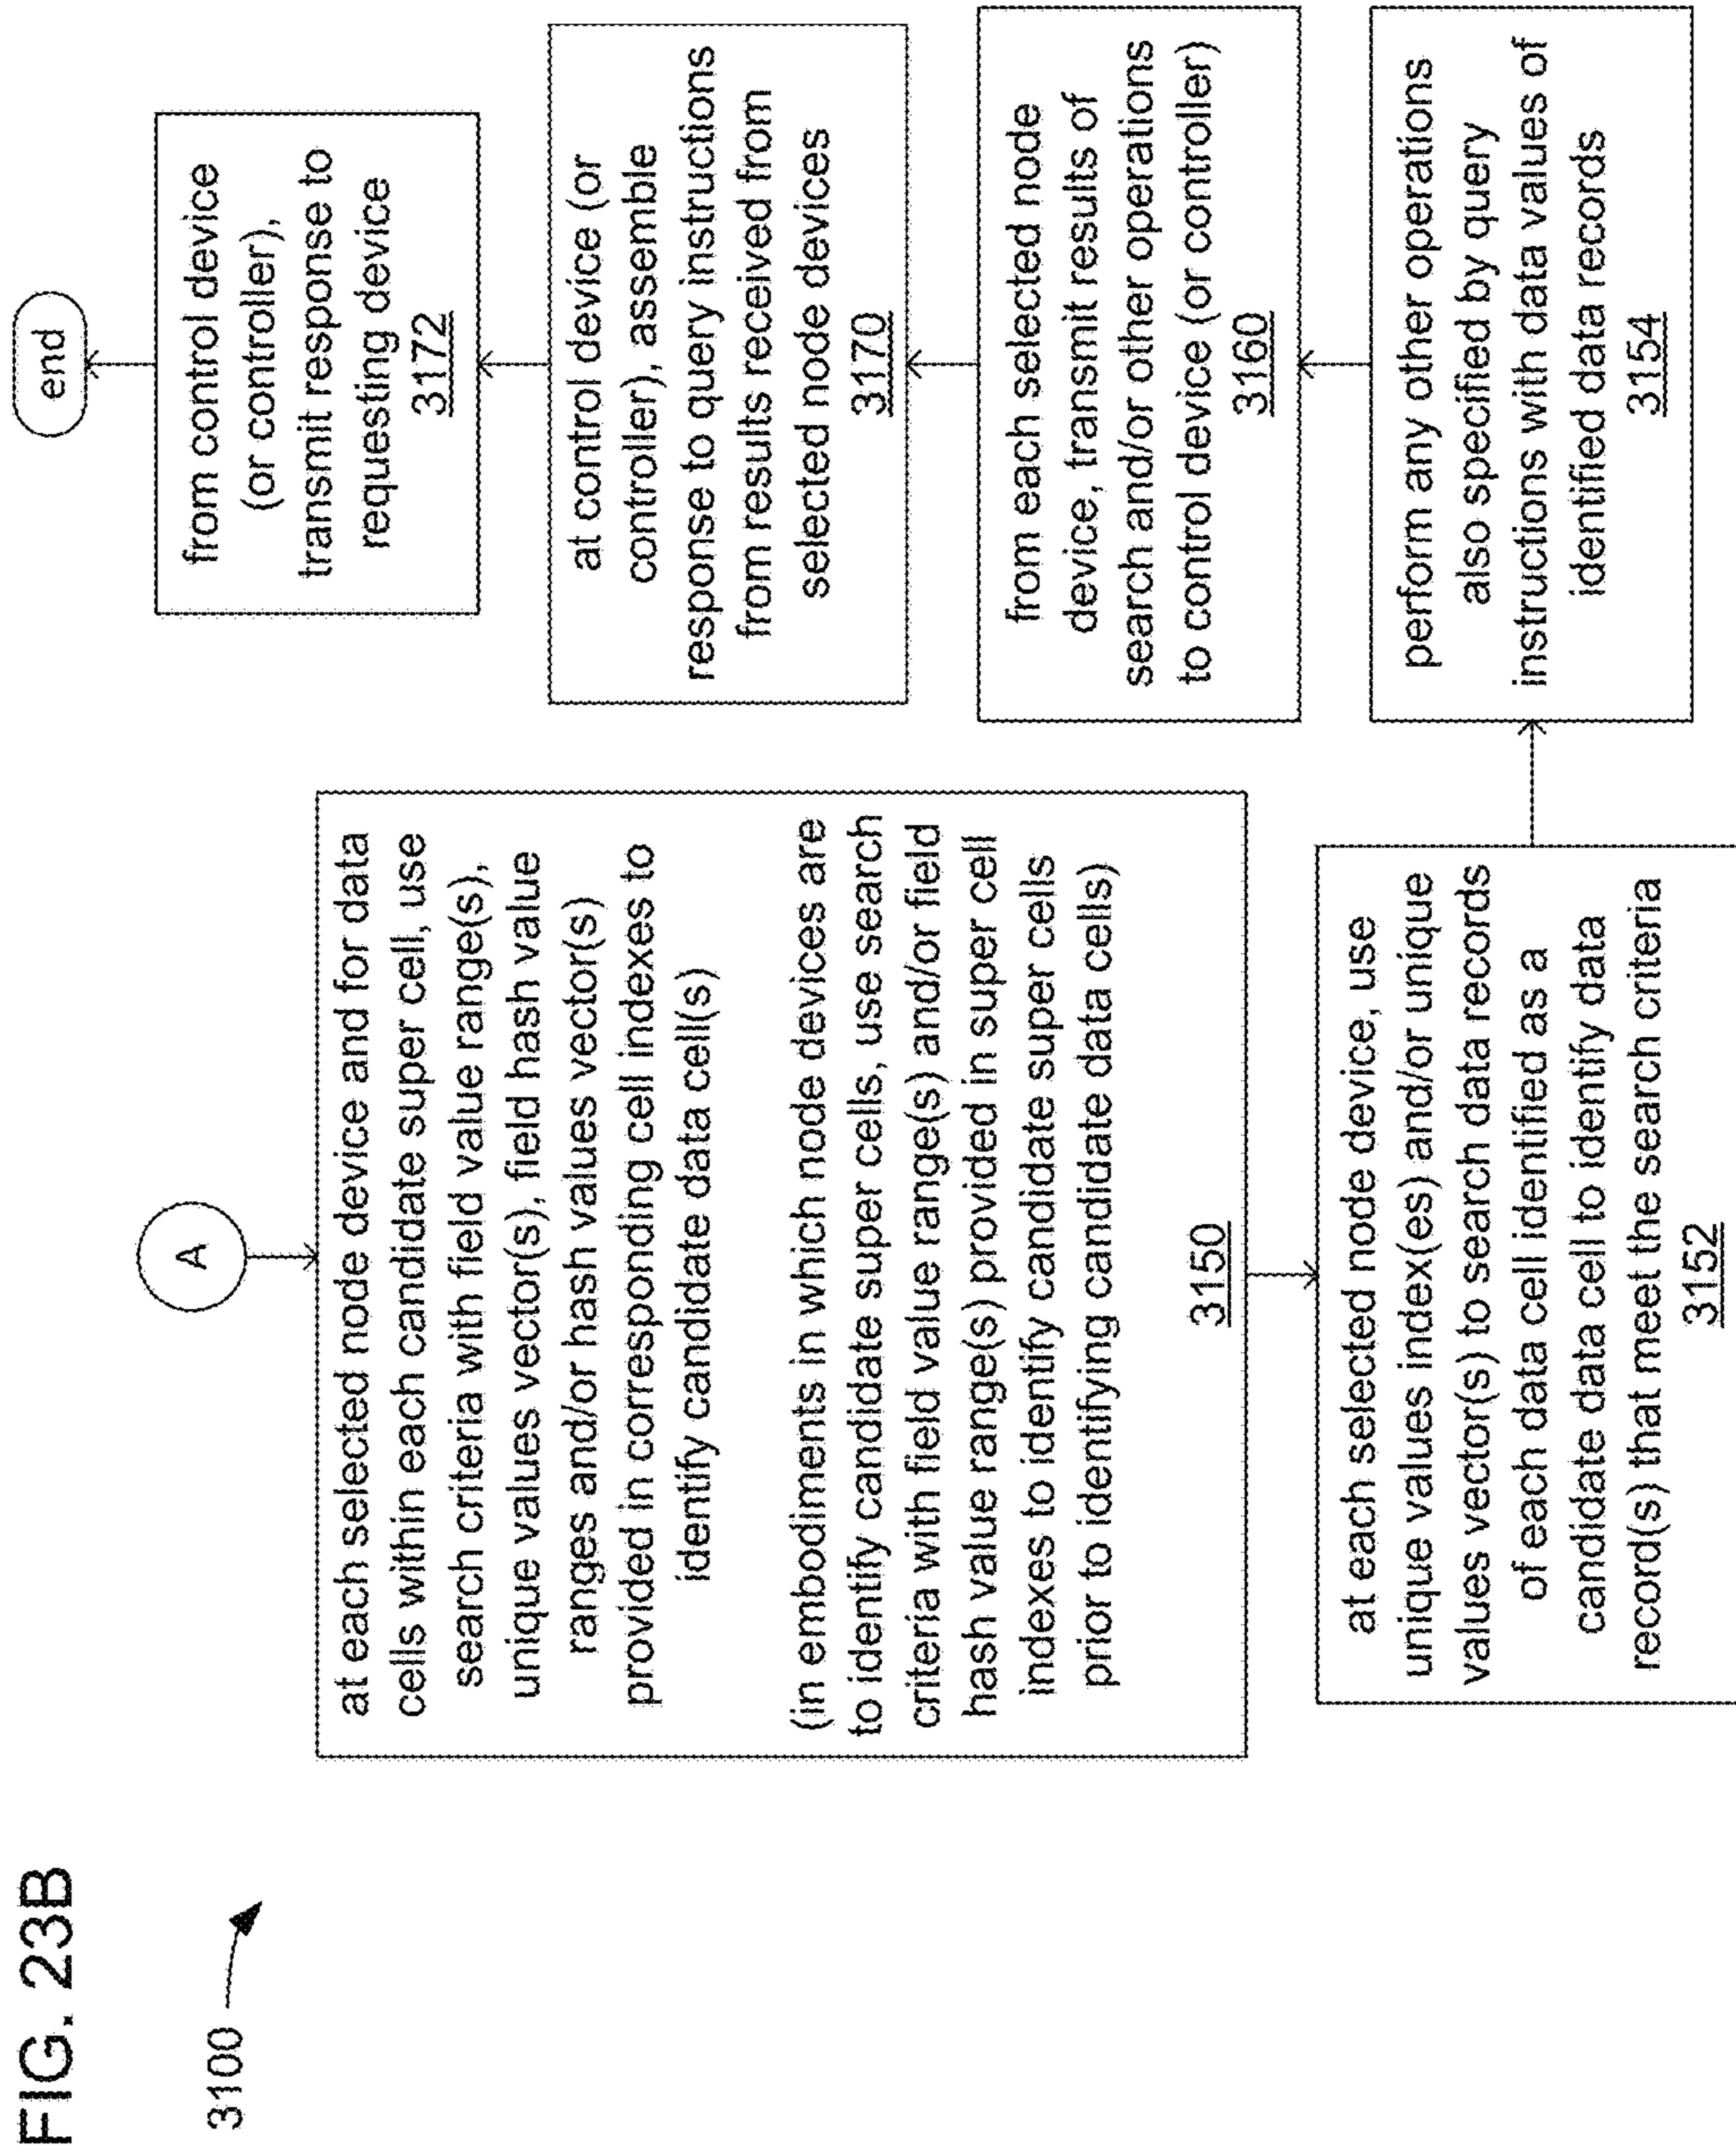 FIG. 23B
3100
A
at each selected node device and for data
cells within each candidate super cell, use
search criteria with field value range(s),
unique values vector(s), field hash value
ranges and/or hash values vector(s)
provided in corresponding cell indexes to
identify candidate data cell(s)
(in embodiments in which node devices are
to identify candidate super cells, use search
criteria with field value range(s) and/or field
hash value range(s) provided in super cell
indexes to identify candidate super cells
prior to identifying candidate data cells)
3150
at each selected node device, use
unique values index(es) and/or unique
values vector(s) to search data records
of each data cell identified as a
candidate data cell to identify data
record(s) that meet the search criteria
3152
perform any other operations
also specified by query
instructions with data values of
identified data records
3154
from each selected node
device, transmit results of
search and/or other operations
to control device (or controller)
3160
at control device (or
controller), assemble
response to query instructions
from results received from
selected node devices
3170
from control device
(or controller),
transmit response to
requesting device
3172
end